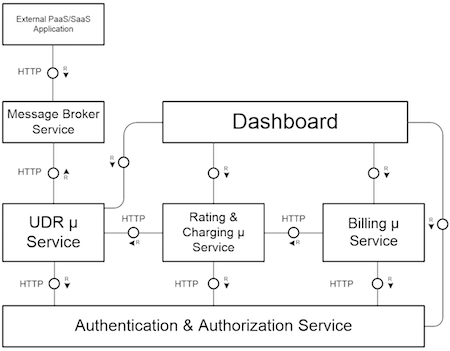 External PaaS/SaaS
Application
HTTP
R
Message Broker
Service
Dashboard
HTTP
R
R
R
R
UDR µ
Service
HTTP
R
Rating &
Charging µ
Service
HTTP
R
Billing µ
Service
R
HTTP
R
HTTP
R
HTTP
R
Authentication & Authorization Service